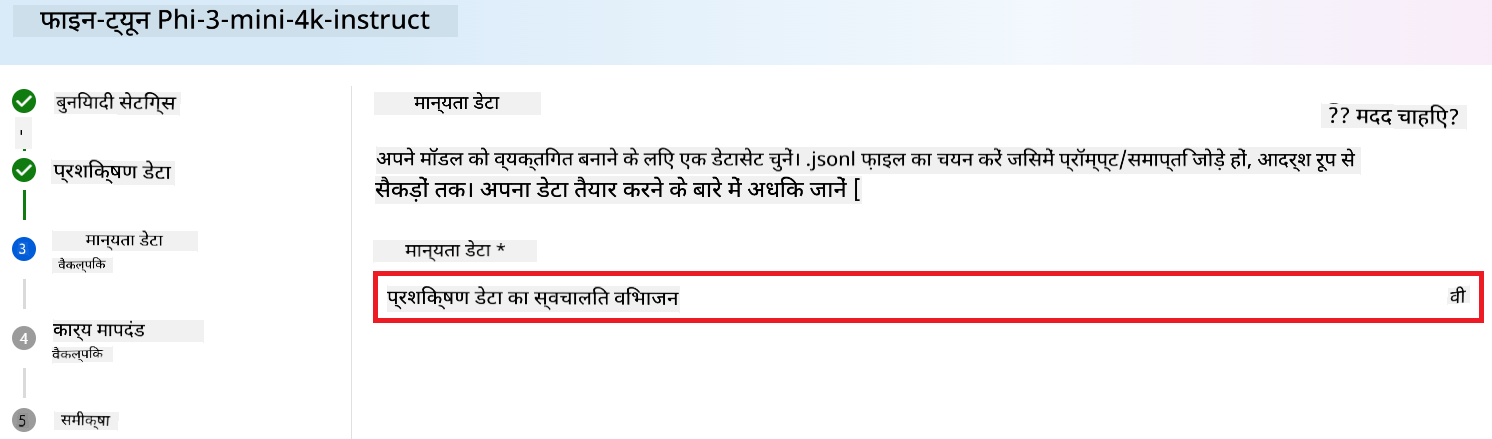 फाइन-ट्यून Phi-3-mini-4k-instruct
बुनियादी सेटिंग्स
प्रशिक्षण डेटा
3
मान्यता डेटा
वैकल्पिक
4
कार्य मापदंड
वैकल्पिक
5
समीक्षा
मान्यता डेटा
?? मदद चाहिए?
अपने मॉडल को व्यक्तिगत बनाने के लिए एक डेटासेट चुनें। .jsonl फ़ाइल का चयन करें जिसमें प्रॉम्प्ट/समाप्ति जोड़े हों, आदर्श रूप से
सैकड़ों तक। अपना डेटा तैयार करने के बारे में अधिक जानें [
मान्यता डेटा *
प्रशिक्षण डेटा का स्वचालित विभाजन
वी